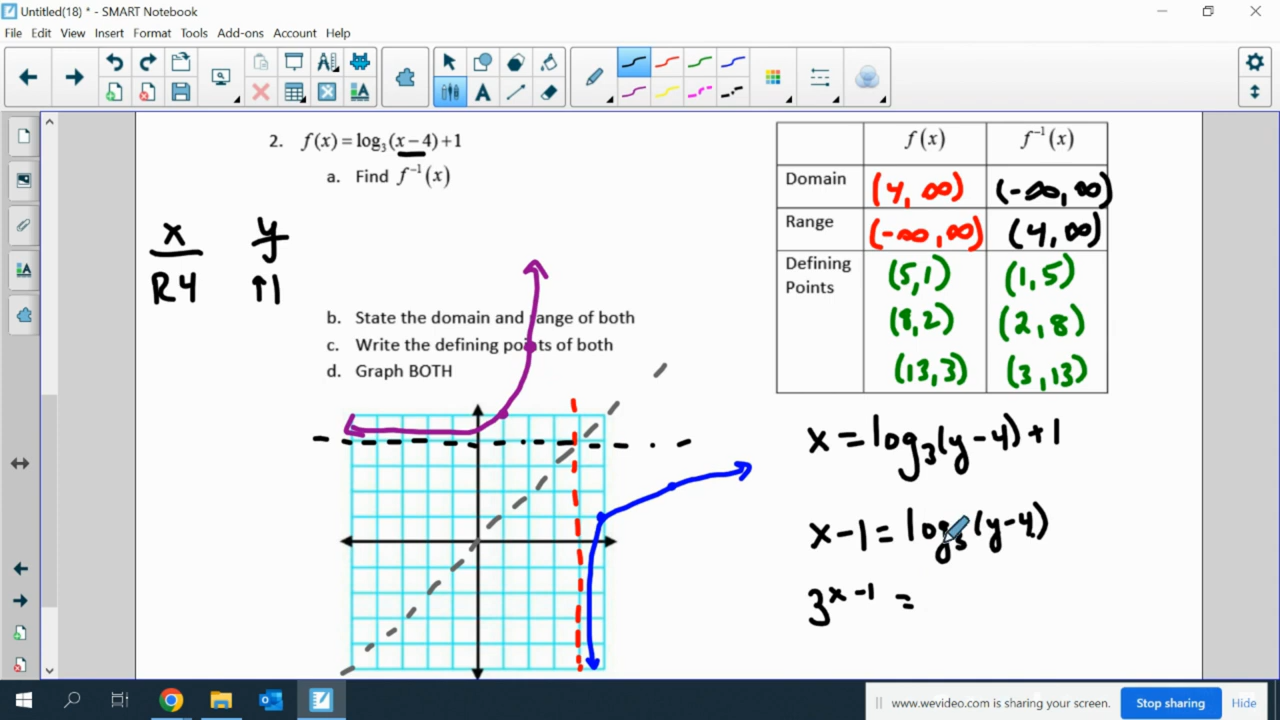 Untitled(18) * - SMART Notebook
File Edit View Insert Format Tools Add-ons Account Help
2. f(x) = log₃(x − 4) + 1
a. Find f⁻¹(x)
x y
R4 ↑1
b. State the domain and range of both
c. Write the defining points of both
d. Graph BOTH
f(x) f⁻¹(x)
Domain (4, ∞) (-∞, ∞)
Range (-∞, ∞) (4, ∞)
Defining Points (5, 1) (1, 5)
(8, 2) (2, 8)
(13, 3) (3, 13)
x = log₃(y - 4) + 1
x - 1 = log₃(y - 4)
3ˣ⁻¹ =
www.wevideo.com is sharing your screen. Stop sharing Hide